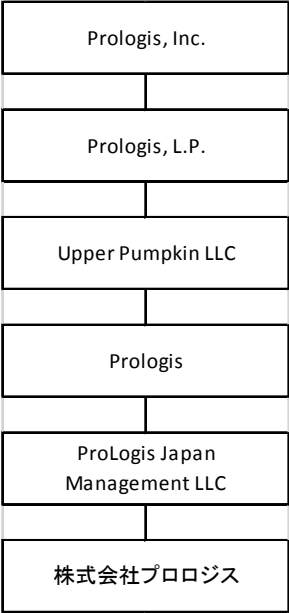 Prologis, Inc.
Prologis, L.P.
Upper Pumpkin LLC
Prologis
ProLogis Japan
Management LLC
株式会社プロロジス